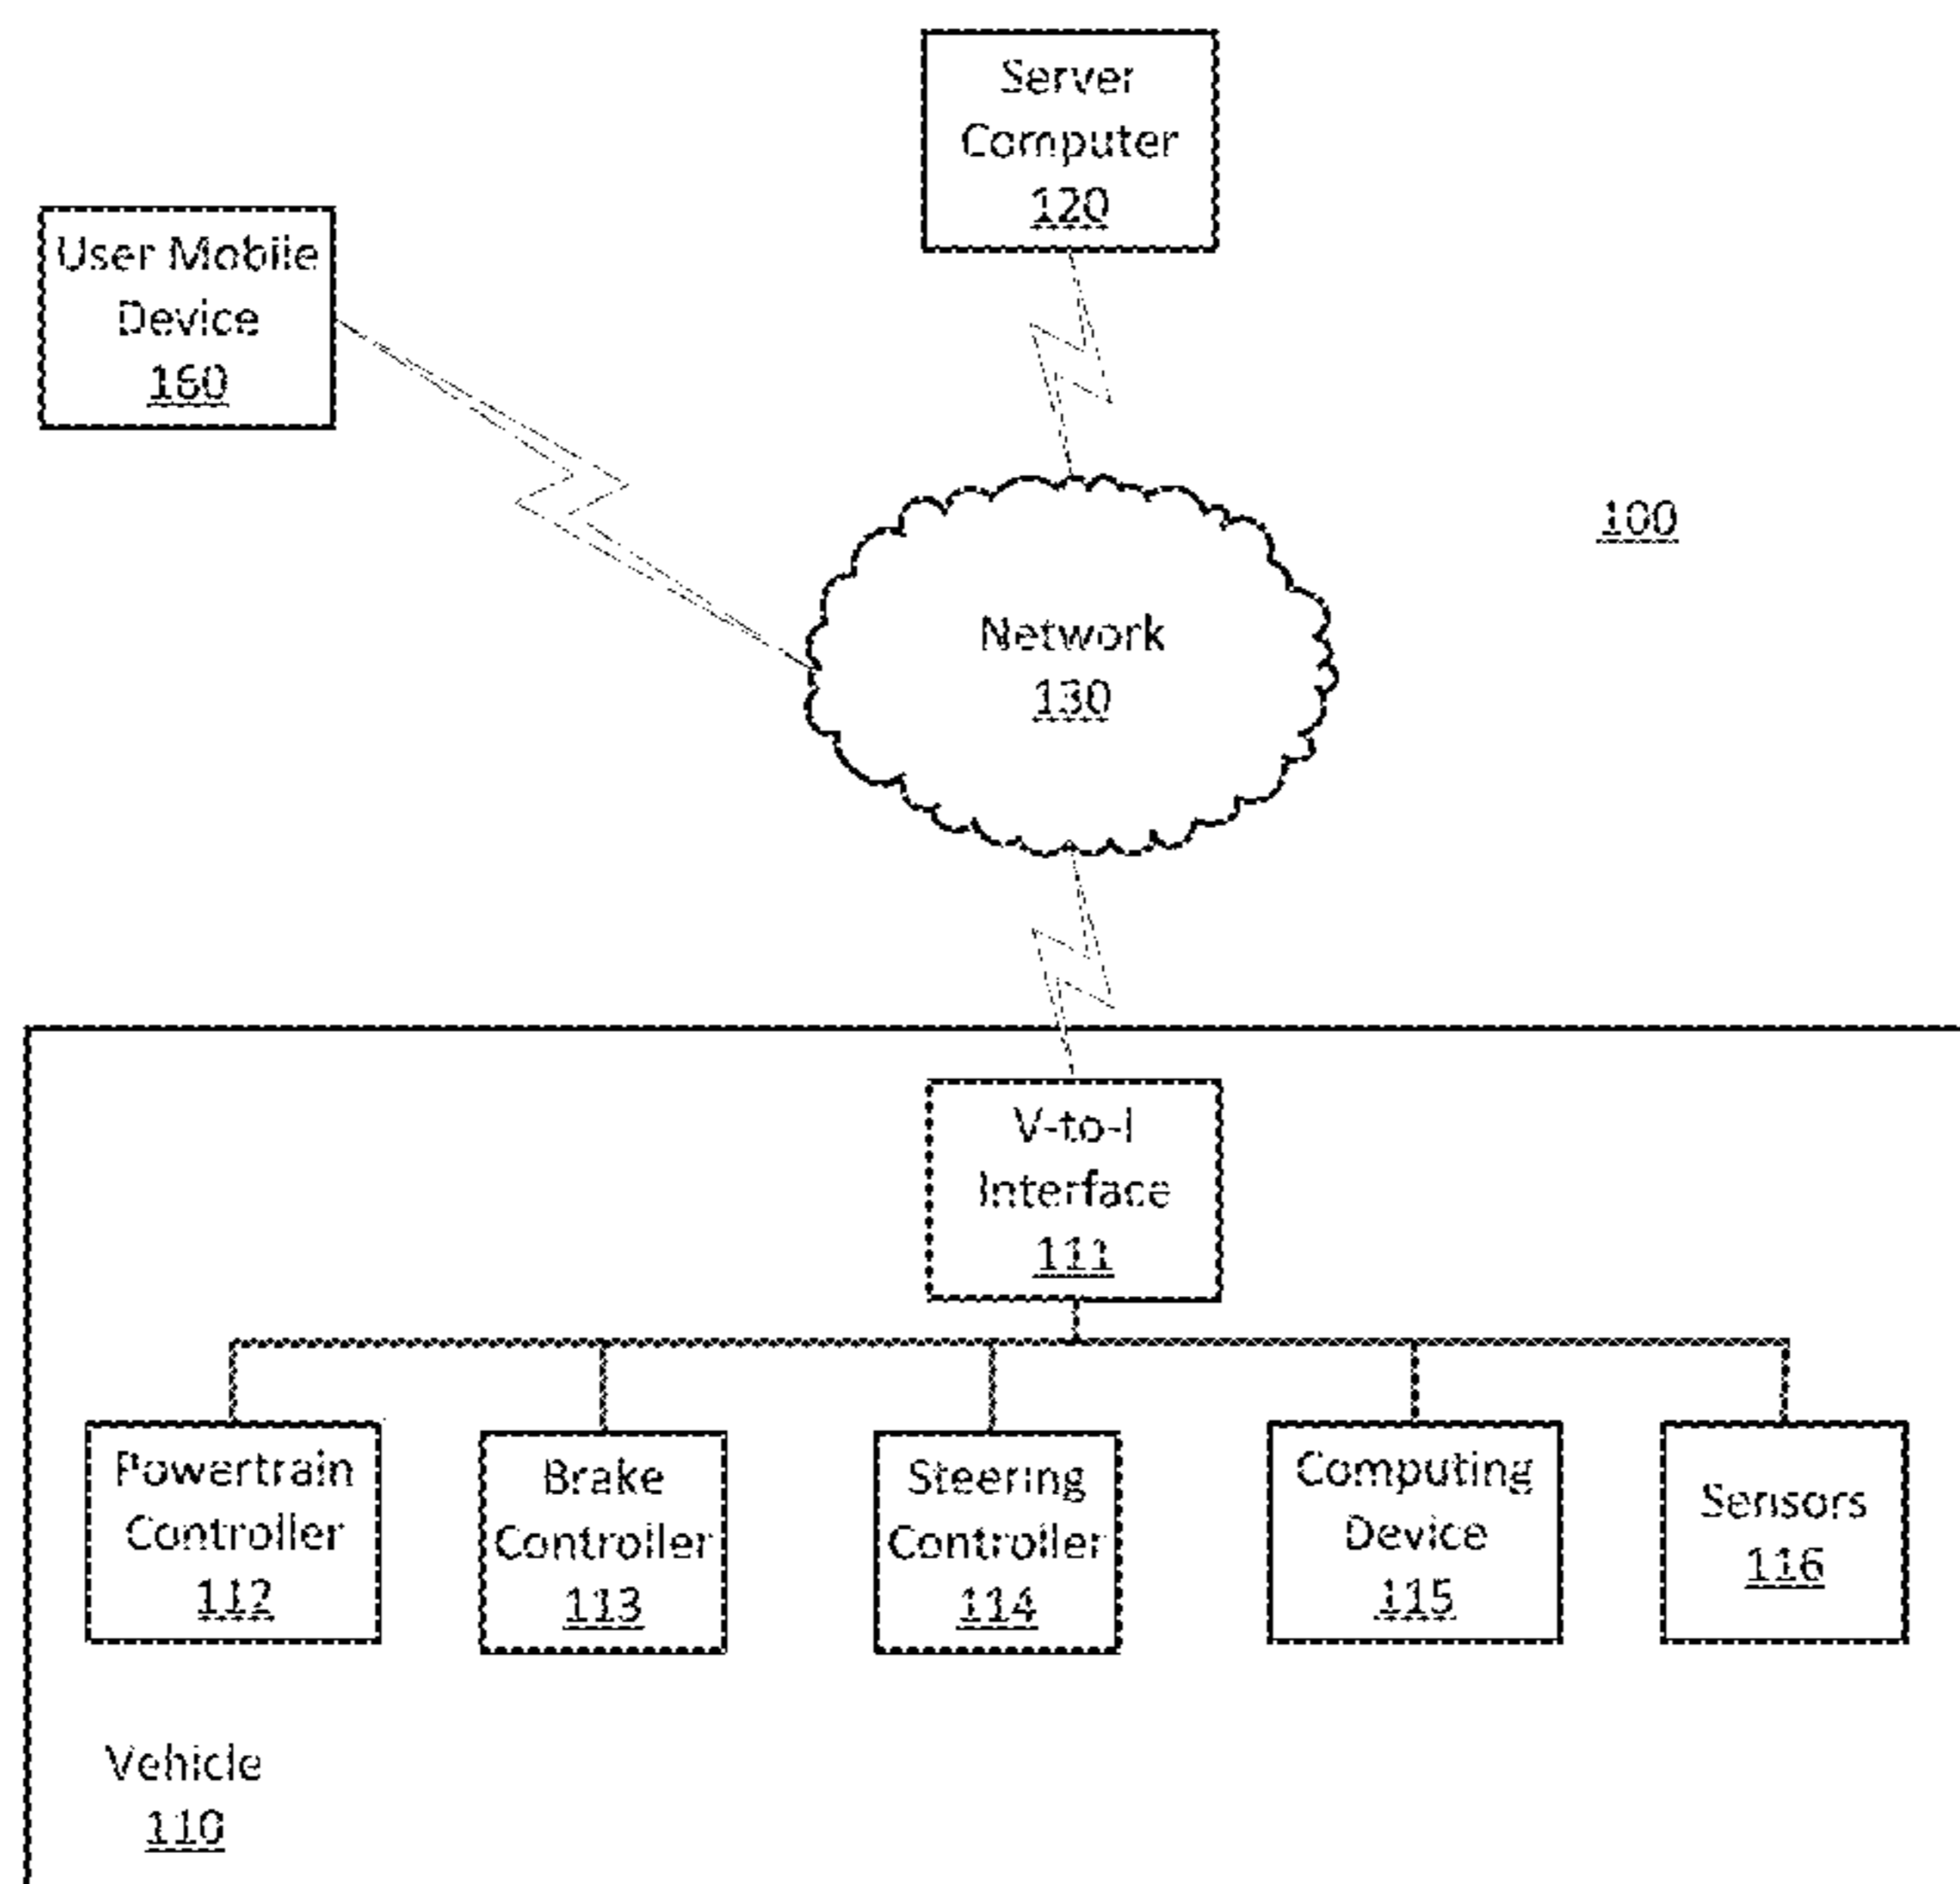 Server
Computer
120
User Mobile
Device
160
100
Network
130
V-to-I
Interface
111
Powertrain
Controller
112
Brake
Controller
113
Steering
Controller
114
Computing
Device
115
Sensors
116
Vehicle
110